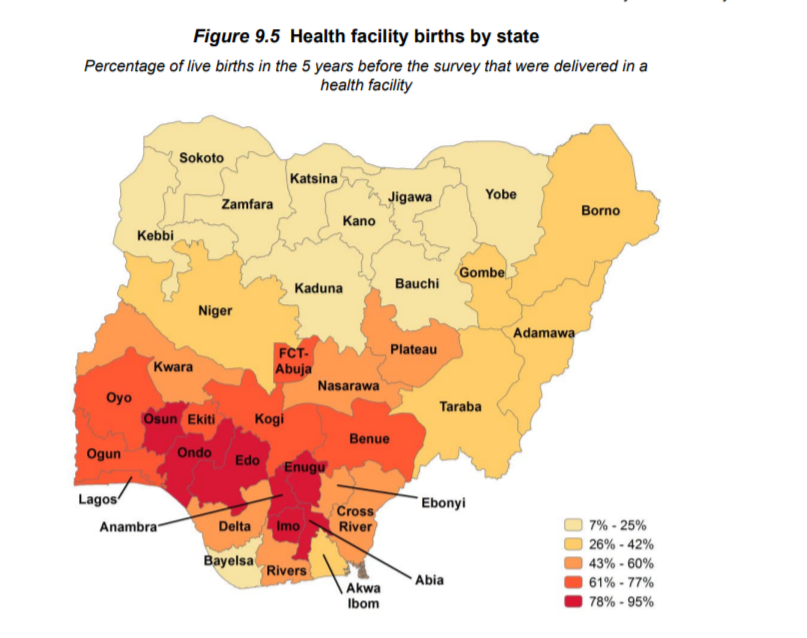 Figure 9.5 Health facility births by state
Percentage of live births in the 5 years before the survey that were delivered in a
health facility
Sokoto
Katsina
Zamfara
Jigawa
Yobe
Kano
Borno
Kebbi
Kaduna
Bauchi
Gombe
Niger
Adamawa
FCT-
Abuja
Plateau
Kwara
Nasarawa
Oyo
Taraba
Osun
Ekiti
Kogi
Benue
Ogun
Ondo
Edo
Enugu
Lagos
Ebonyi
Anambra
Delta
Imo
Cross
River
Bayelsa
Rivers
Abia
Akwa
Ibom
7% - 25%
26% - 42%
43% - 60%
61% - 77%
78% - 95%